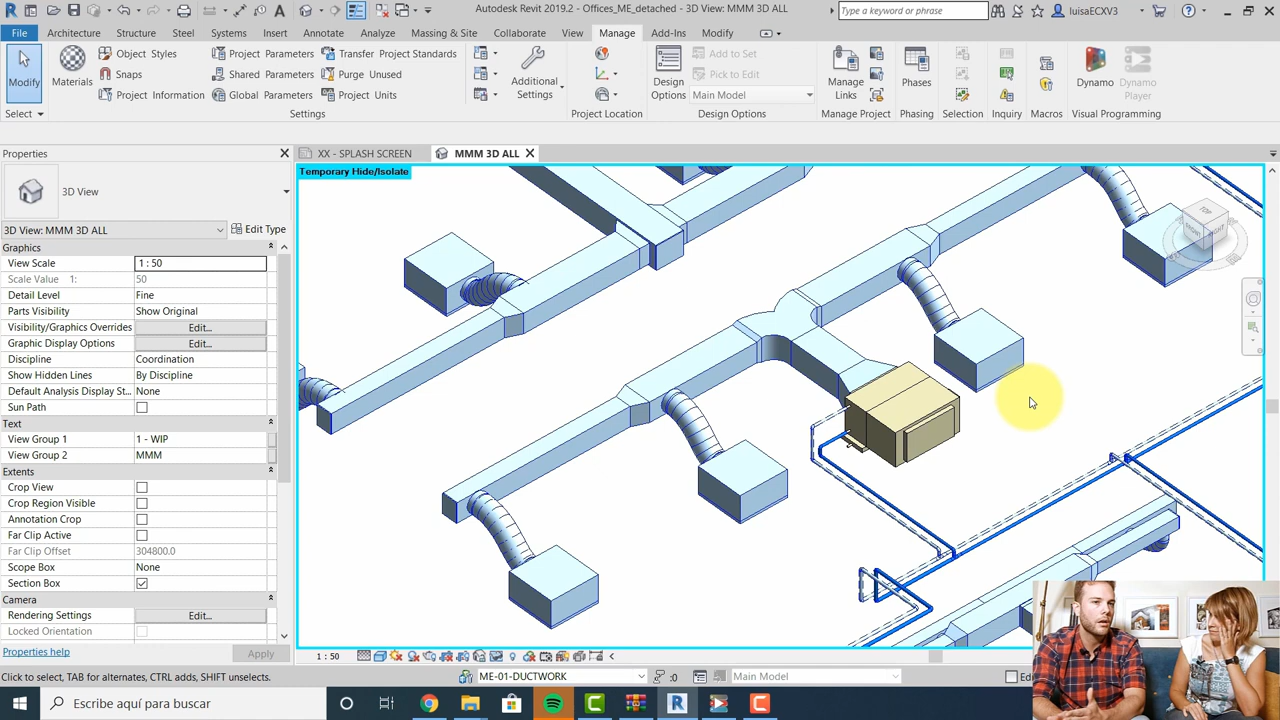 Autodesk Revit 2019.2 - Offices_ME_detached - 3D View: MMM 3D ALL
Type a keyword or phrase
luisaECXV3
File
Architecture
Structure
Steel
Systems
Insert
Annotate
Analyze
Massing & Site
Collaborate
View
Manage
Add-Ins
Modify
Modify
Materials
Object Styles
Snaps
Project Information
Project Parameters
Shared Parameters
Global Parameters
Transfer Project Standards
Purge Unused
Project Units
Additional Settings
Design Options
Add to Set
Pick to Edit
Main Model
Manage Links
Phases
Dynamo
Dynamo Player
Select
Settings
Project Location
Design Options
Manage Project
Phasing
Selection
Inquiry
Macros
Visual Programming
Properties
XX - SPLASH SCREEN
MMM 3D ALL
Temporary Hide/Isolate
3D View
3D View: MMM 3D ALL
Edit Type
Graphics
View Scale 1 : 50
Scale Value 1: 50
Detail Level Fine
Parts Visibility Show Original
Visibility/Graphics Overrides Edit...
Graphic Display Options Edit...
Discipline Coordination
Show Hidden Lines By Discipline
Default Analysis Display St... None
Sun Path
Text
View Group 1 1 - WIP
View Group 2 MMM
Extents
Crop View
Crop Region Visible
Annotation Crop
Far Clip Active
Far Clip Offset 304800.0
Scope Box None
Section Box
Camera
Rendering Settings Edit...
Locked Orientation
Properties help
Apply
TOP
FRONT
RIGHT
1 : 50
Click to select, TAB for alternates, CTRL adds, SHIFT unselects.
ME-01-DUCTWORK
:0
Main Model
Escribe aquí para buscar